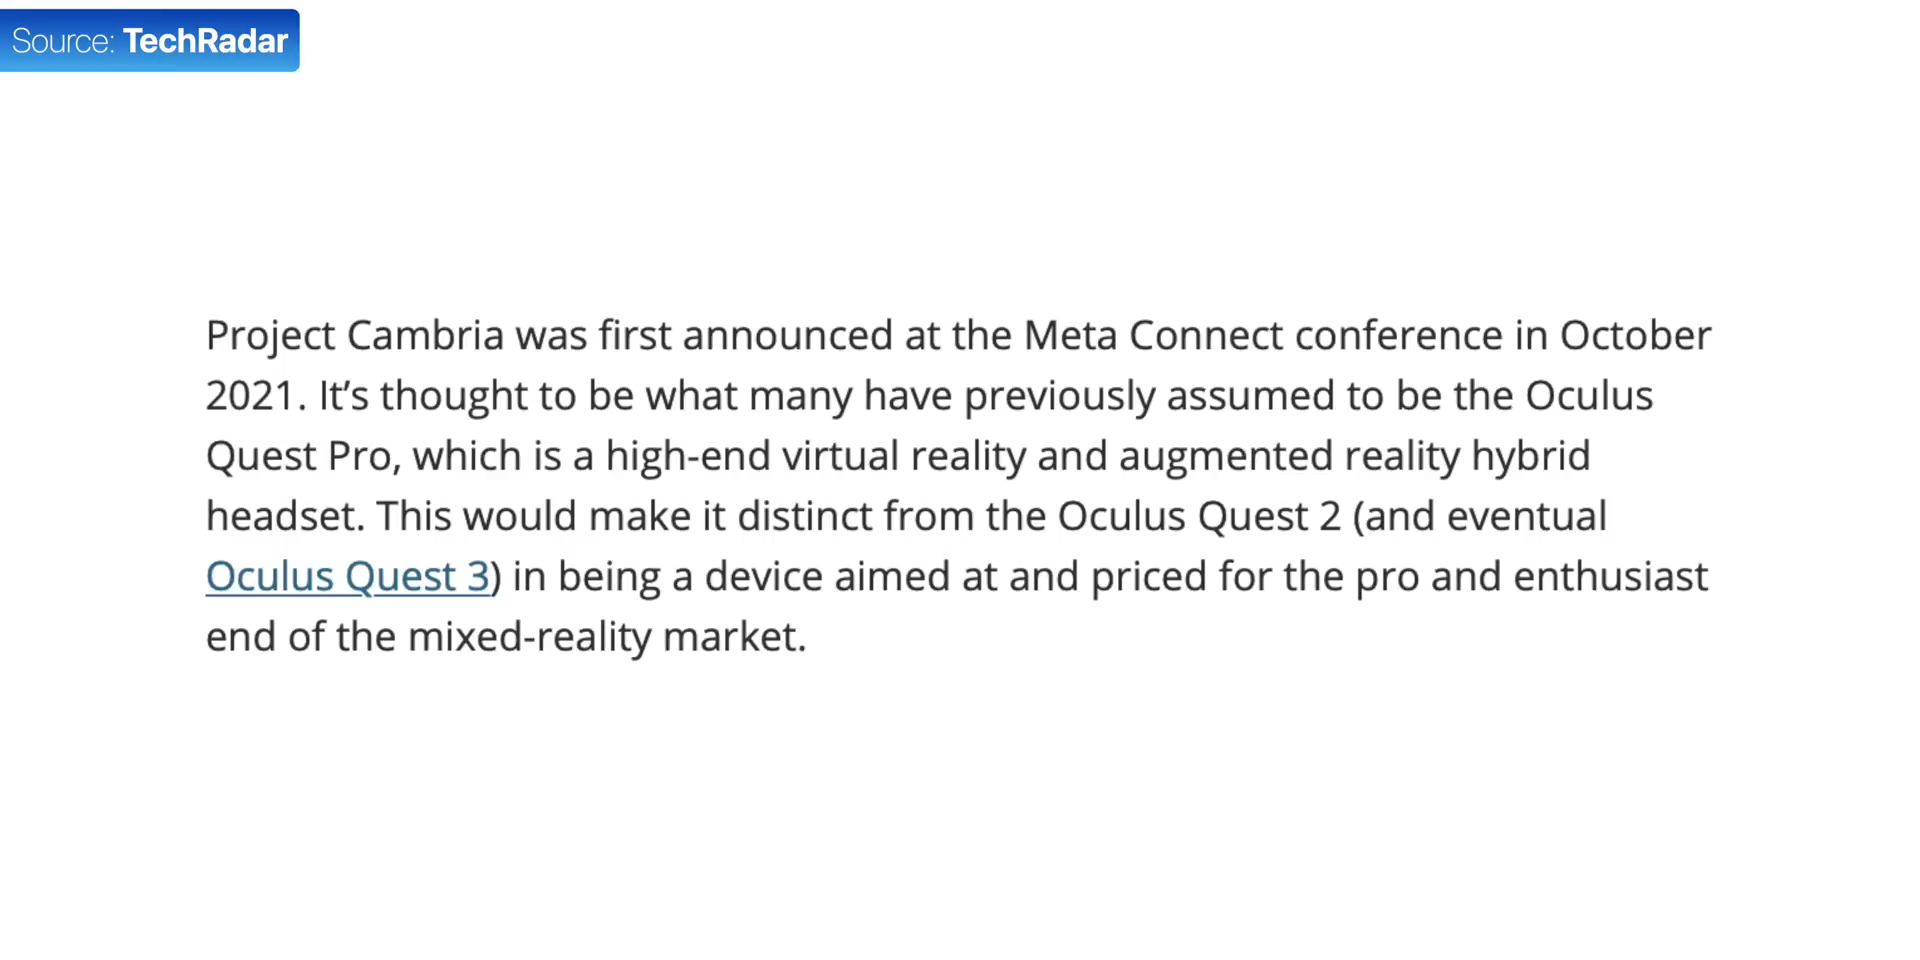 Source: TechRadar
Project Cambria was first announced at the Meta Connect conference in October
2021. It’s thought to be what many have previously assumed to be the Oculus
Quest Pro, which is a high-end virtual reality and augmented reality hybrid
headset. This would make it distinct from the Oculus Quest 2 (and eventual
Oculus Quest 3) in being a device aimed at and priced for the pro and enthusiast
end of the mixed-reality market.